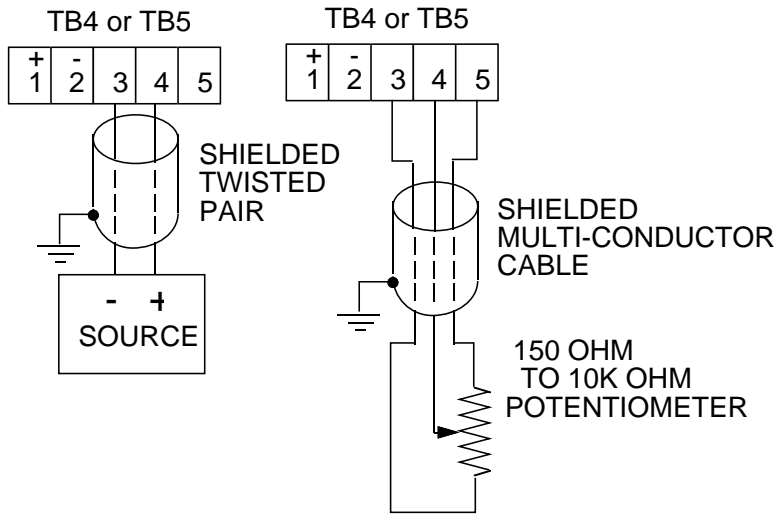 TB4 or TB5
+ -
1 2 3 4 5
SHIELDED
TWISTED
PAIR
- +
SOURCE
TB4 or TB5
+ -
1 2 3 4 5
SHIELDED
MULTI-CONDUCTOR
CABLE
150 OHM
TO 10K OHM
POTENTIOMETER